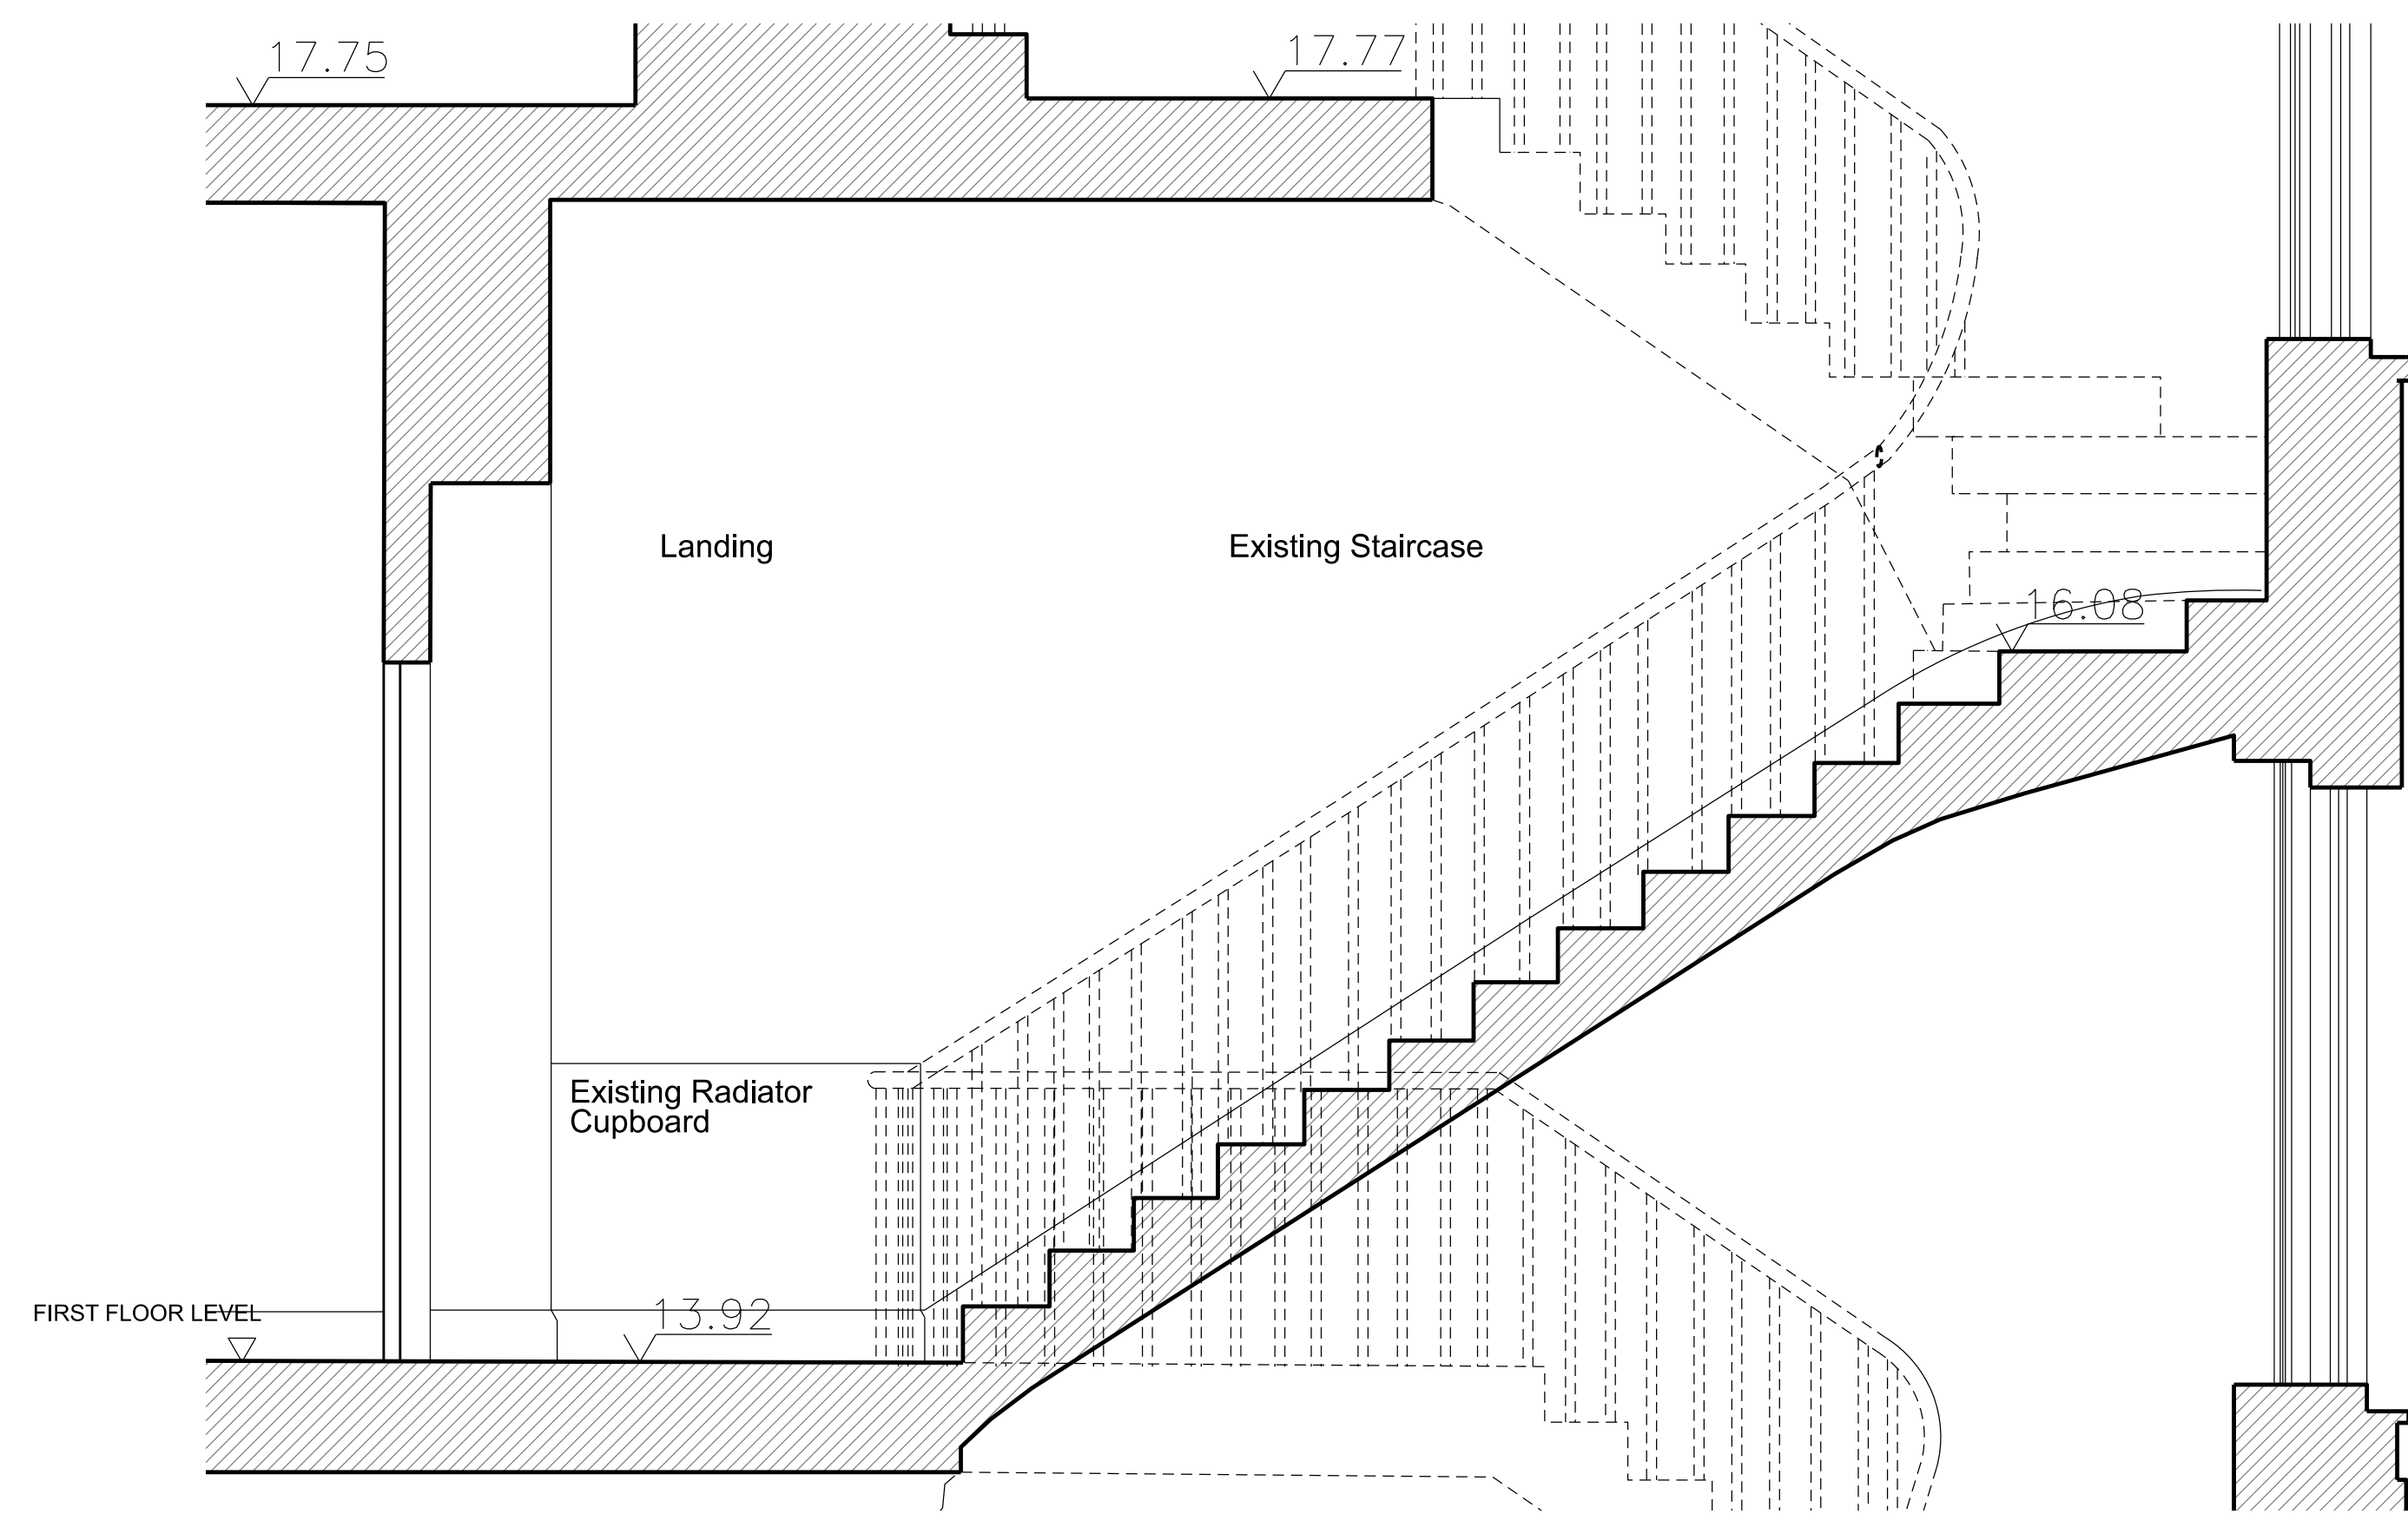 17.75
17.77
Landing
Existing Staircase
16.08
Existing Radiator
Cupboard
13.92
FIRST FLOOR LEVEL